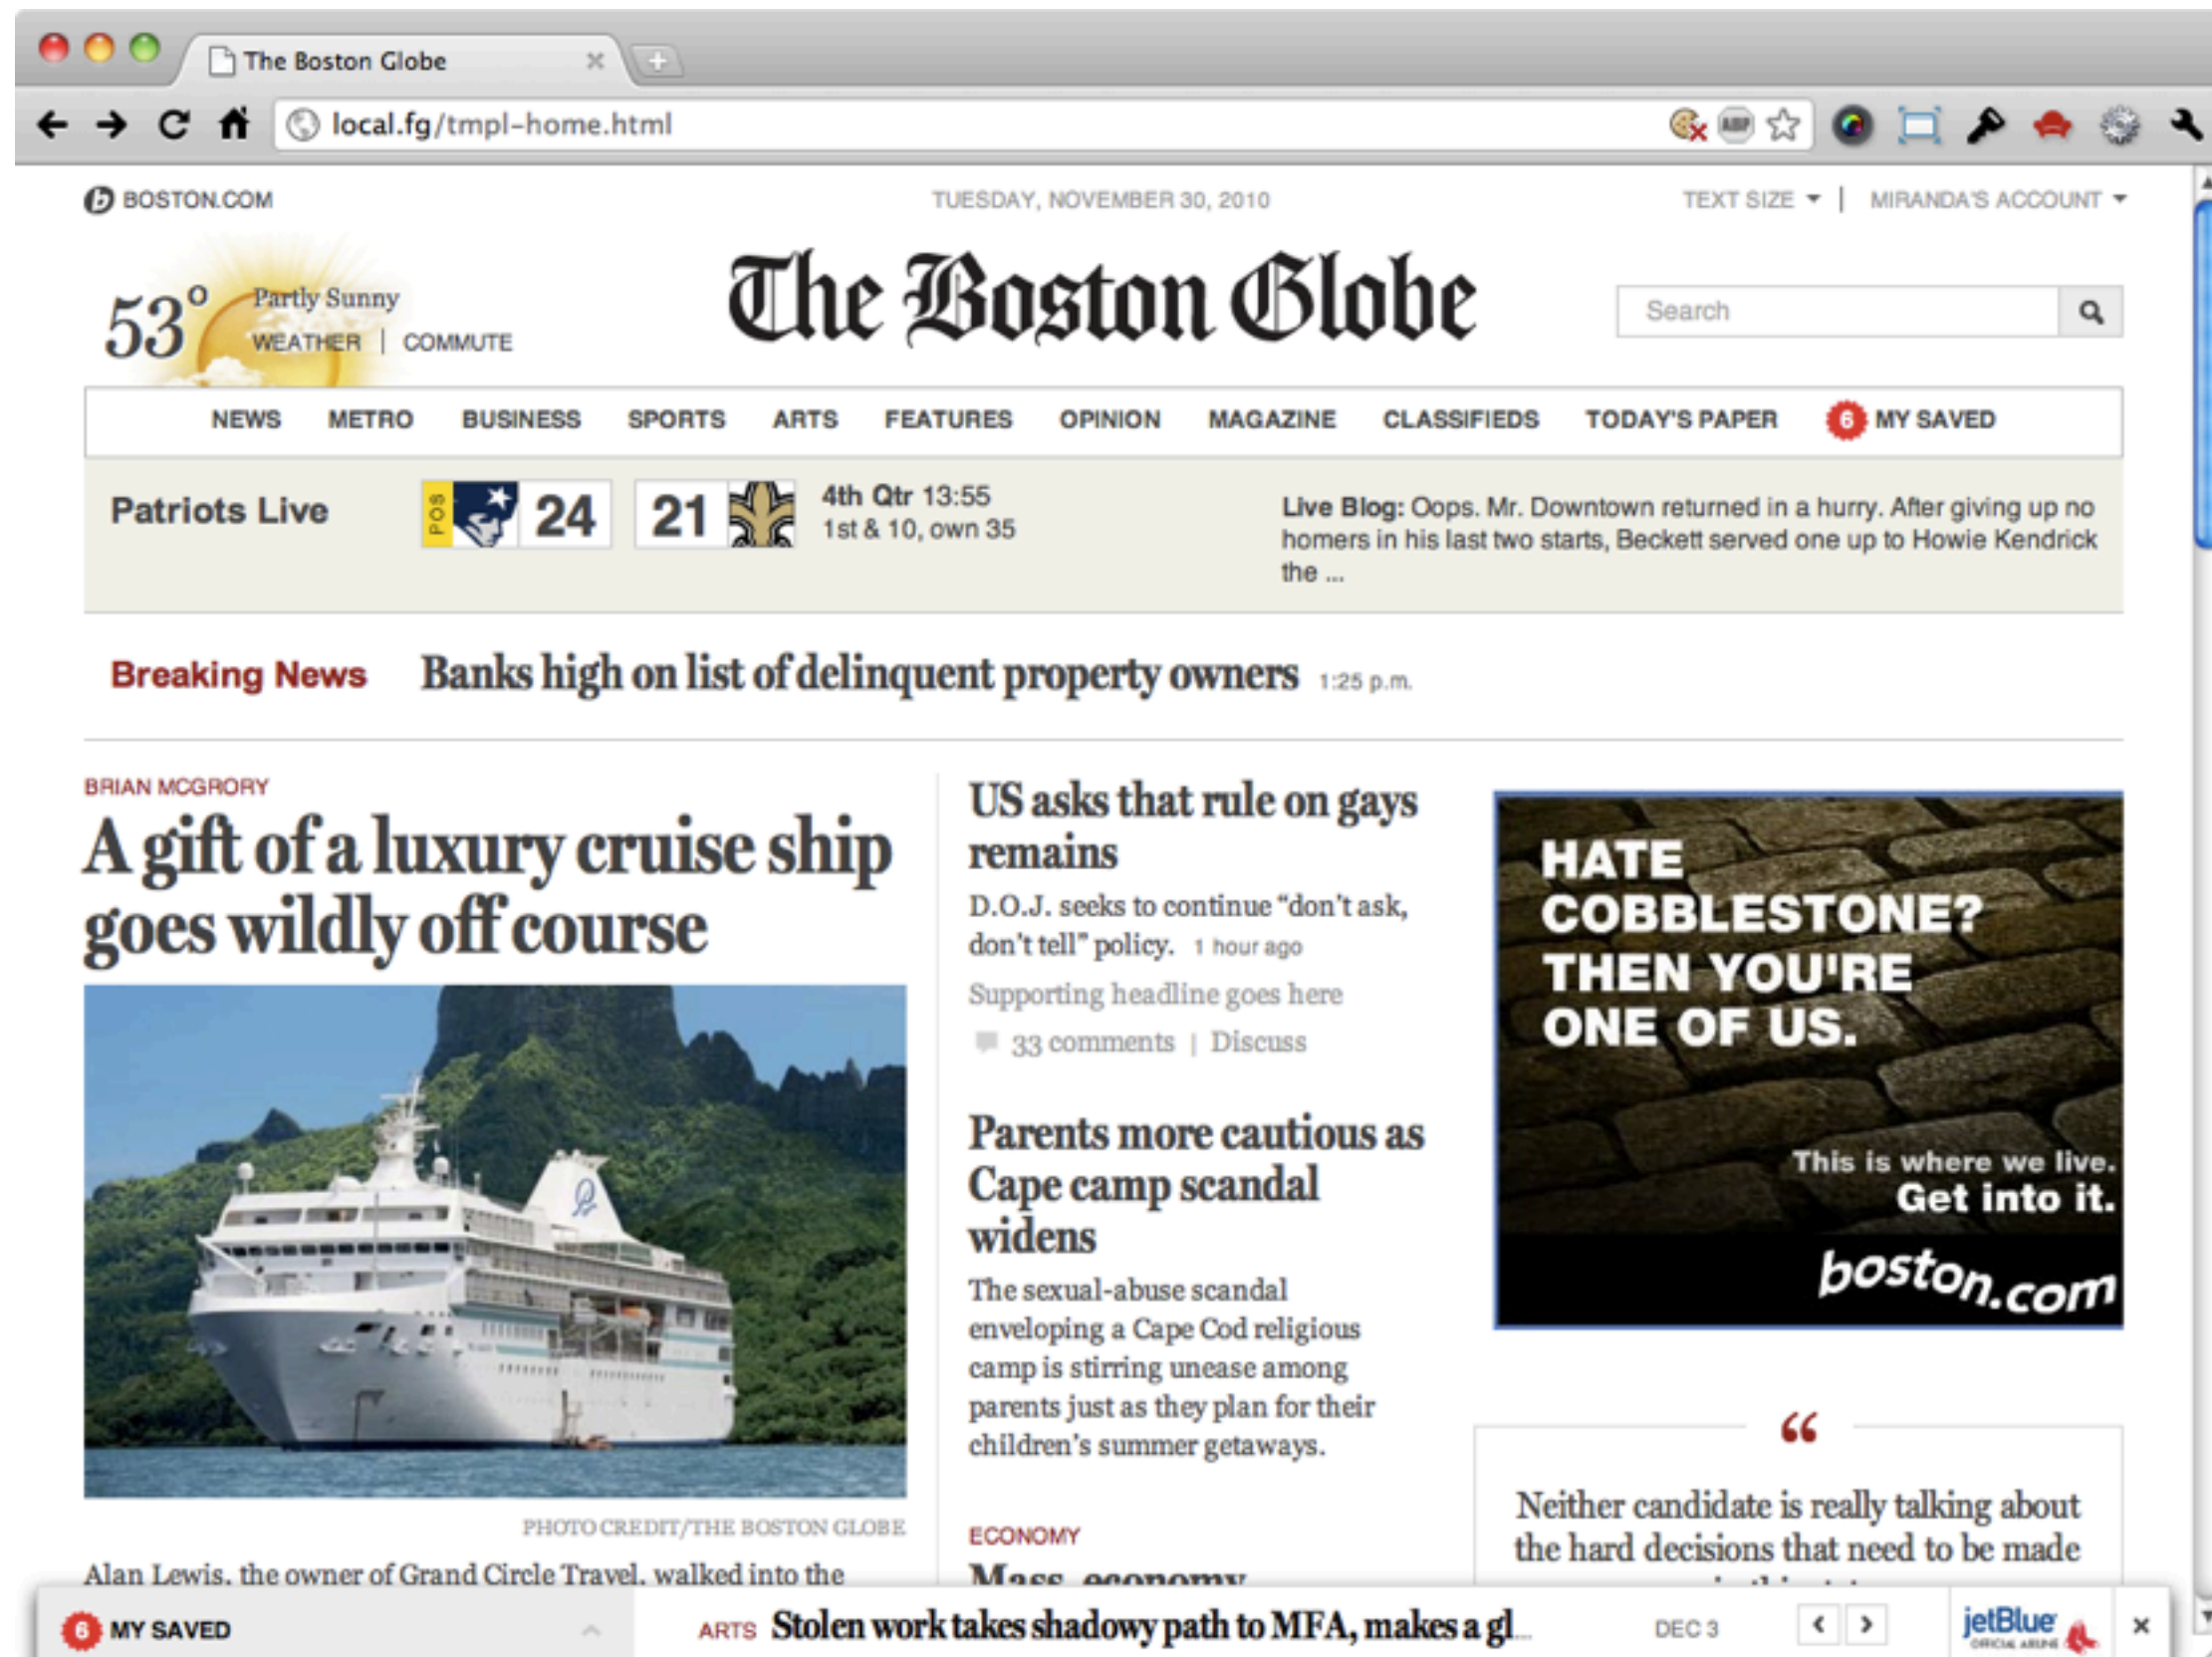 The Boston Globe
local.fg/tmpl-home.html
ABP
BOSTON.COM
TUESDAY, NOVEMBER 30, 2010
TEXT SIZE | MIRANDA'S ACCOUNT
53°
Partly Sunny
WEATHER | COMMUTE
The Boston Globe
Search
NEWS METRO BUSINESS SPORTS ARTS FEATURES OPINION MAGAZINE CLASSIFIEDS TODAY'S PAPER 6 MY SAVED
Patriots Live
POS
24
21
4th Qtr 13:55
1st & 10, own 35
Live Blog: Oops. Mr. Downtown returned in a hurry. After giving up no
homers in his last two starts, Beckett served one up to Howie Kendrick
the ...
Breaking News
Banks high on list of delinquent property owners 1:25 p.m.
BRIAN MCGRORY
A gift of a luxury cruise ship
goes wildly off course
PHOTO CREDIT/THE BOSTON GLOBE
Alan Lewis, the owner of Grand Circle Travel, walked into the
US asks that rule on gays
remains
D.O.J. seeks to continue “don't ask,
don't tell” policy. 1 hour ago
Supporting headline goes here
33 comments | Discuss
Parents more cautious as
Cape camp scandal
widens
The sexual-abuse scandal
enveloping a Cape Cod religious
camp is stirring unease among
parents just as they plan for their
children's summer getaways.
ECONOMY
Mass. economy
HATE
COBBLESTONE?
THEN YOU'RE
ONE OF US.
This is where we live.
Get into it.
boston.com
“
Neither candidate is really talking about
the hard decisions that need to be made
6 MY SAVED
ARTS Stolen work takes shadowy path to MFA, makes a gl...
DEC 3
jetBlue